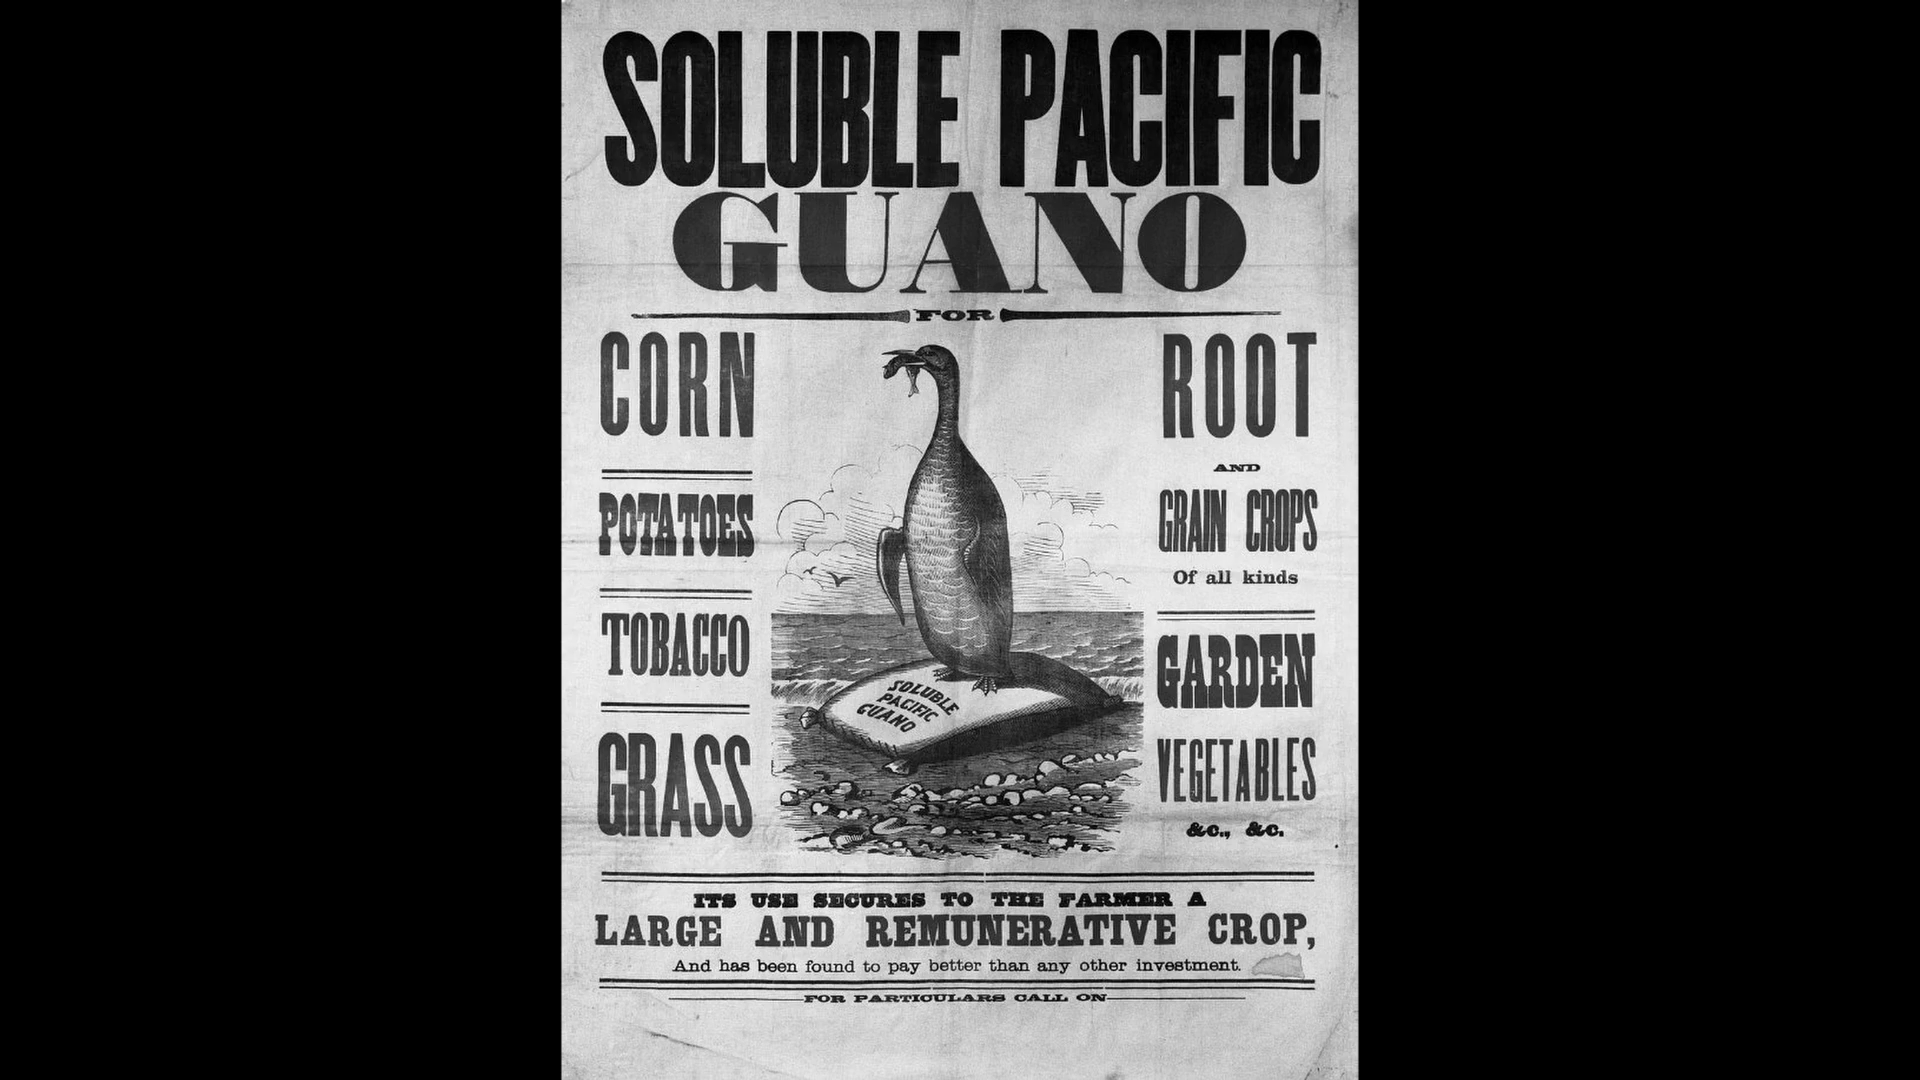 SOLUBLE PACIFIC
GUANO
FOR
CORN
POTATOES
TOBACCO
GRASS
ROOT
AND
GRAIN CROPS
Of all kinds
GARDEN
VEGETABLES
&c., &c.
SOLUBLE
PACIFIC
GUANO
ITS USE SECURES TO THE FARMER A
LARGE AND REMUNERATIVE CROP,
And has been found to pay better than any other investment.
FOR PARTICULARS CALL ON